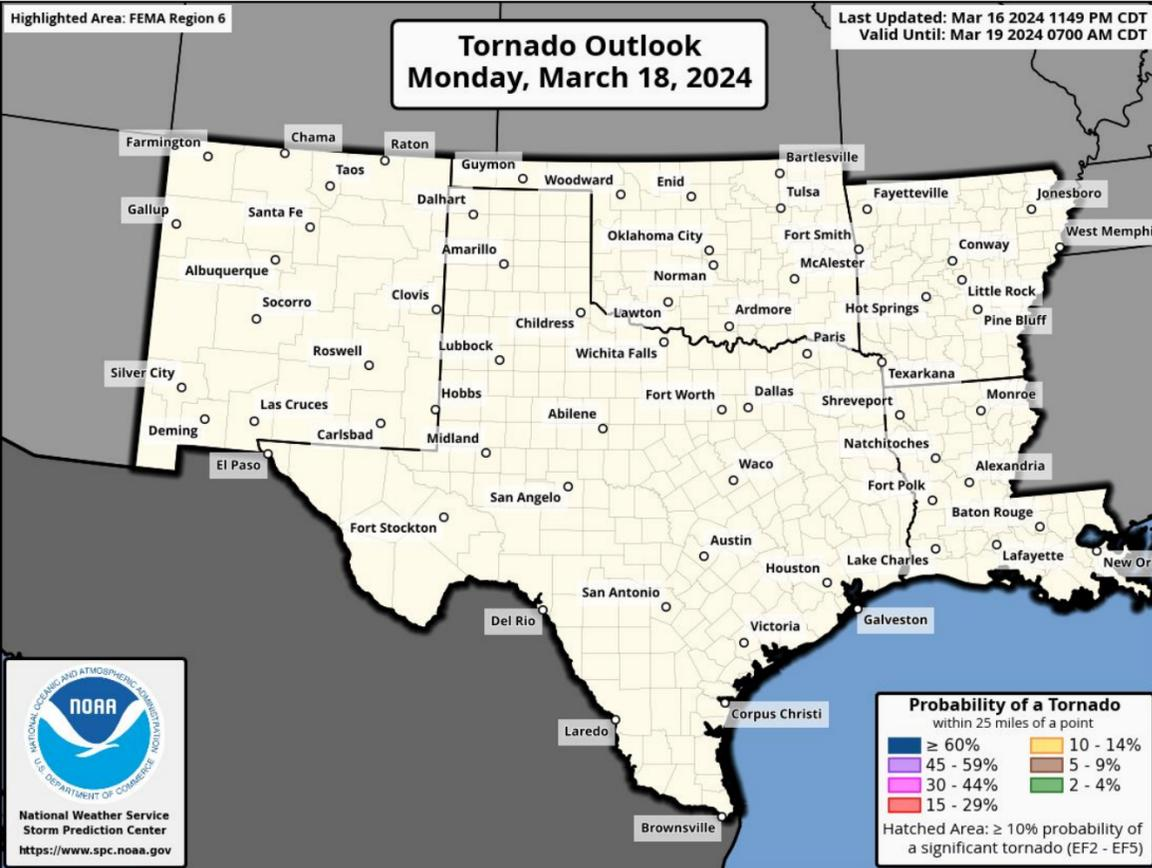 Highlighted Area: FEMA Region 6
Tornado Outlook
Monday, March 18, 2024
Last Updated: Mar 16 2024 1149 PM CDT
Valid Until: Mar 19 2024 0700 AM CDT
Farmington
Chama
Raton
Taos
Guymon
Woodward
Enid
Bartlesville
Tulsa
Fayetteville
Jonesboro
Gallup
Santa Fe
Dalhart
Oklahoma City
Fort Smith
West Memphi
Albuquerque
Amarillo
Norman
McAlester
Conway
Socorro
Clovis
Childress
Lawton
Ardmore
Hot Springs
Little Rock
Pine Bluff
Roswell
Lubbock
Wichita Falls
Paris
Texarkana
Silver City
Las Cruces
Hobbs
Abilene
Fort Worth
Dallas
Shreveport
Monroe
Deming
Carlsbad
Midland
Natchitoches
El Paso
San Angelo
Waco
Fort Polk
Alexandria
Fort Stockton
Austin
Baton Rouge
Houston
Lake Charles
Lafayette
New Or
Del Rio
San Antonio
Victoria
Galveston
Laredo
Corpus Christi
Brownsville
NATIONAL OCEANIC AND ATMOSPHERIC ADMINISTRATION
NOAA
U.S. DEPARTMENT OF COMMERCE
National Weather Service
Storm Prediction Center
https://www.spc.noaa.gov
Probability of a Tornado
within 25 miles of a point
≥ 60%
45 - 59%
30 - 44%
15 - 29%
10 - 14%
5 - 9%
2 - 4%
Hatched Area: ≥ 10% probability of
a significant tornado (EF2 - EF5)